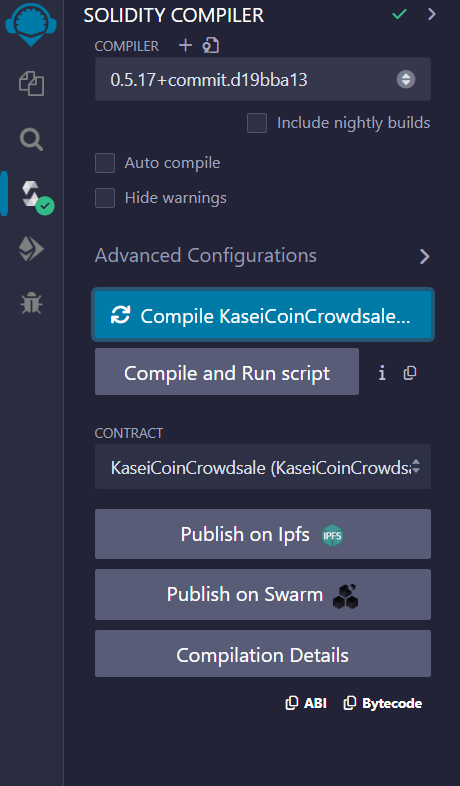 SOLIDITY COMPILER
COMPILER
0.5.17+commit.d19bba13
Include nightly builds
Auto compile
Hide warnings
Advanced Configurations
Compile KaseiCoinCrowdsale...
Compile and Run script
CONTRACT
KaseiCoinCrowdsale (KaseiCoinCrowdsa
Publish on Ipfs IPFS
Publish on Swarm
Compilation Details
ABI Bytecode